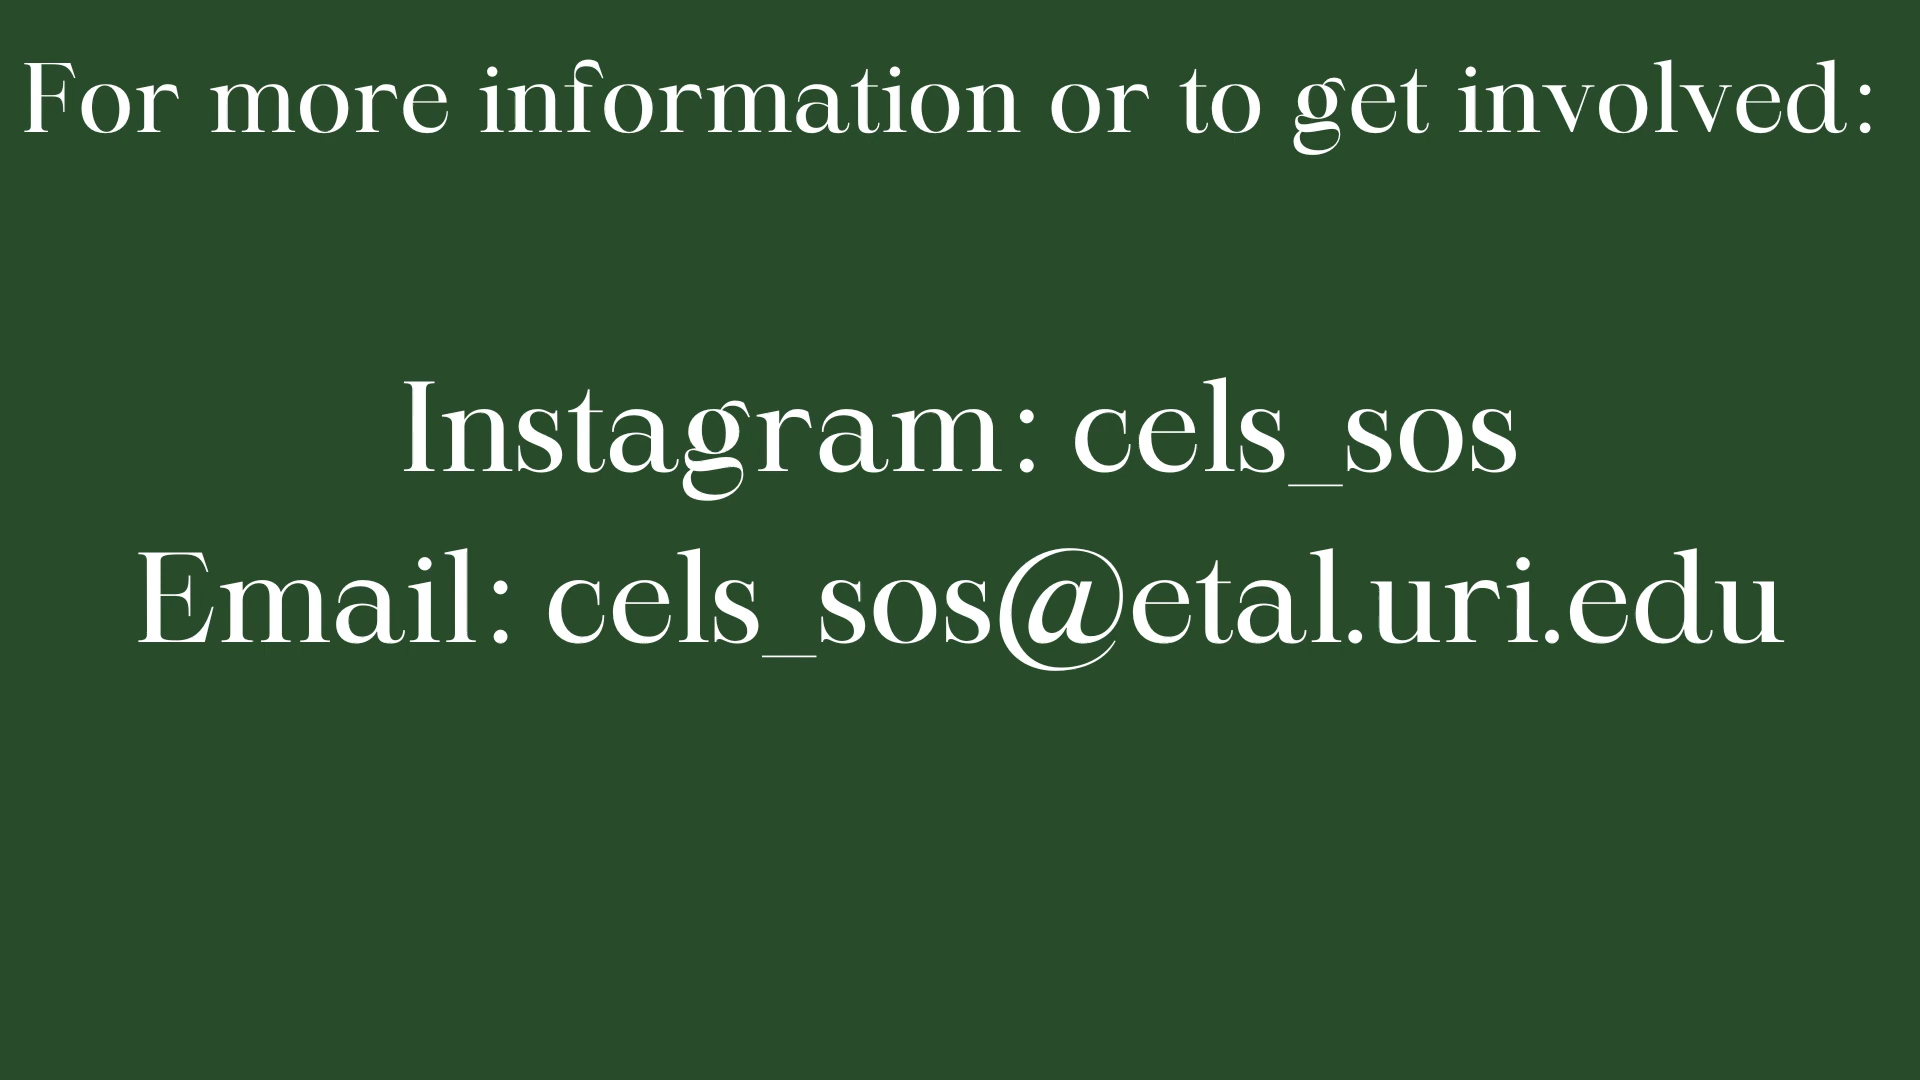 For more information or to get involved:
Instagram: cels_sos
Email: cels_sos@etal.uri.edu